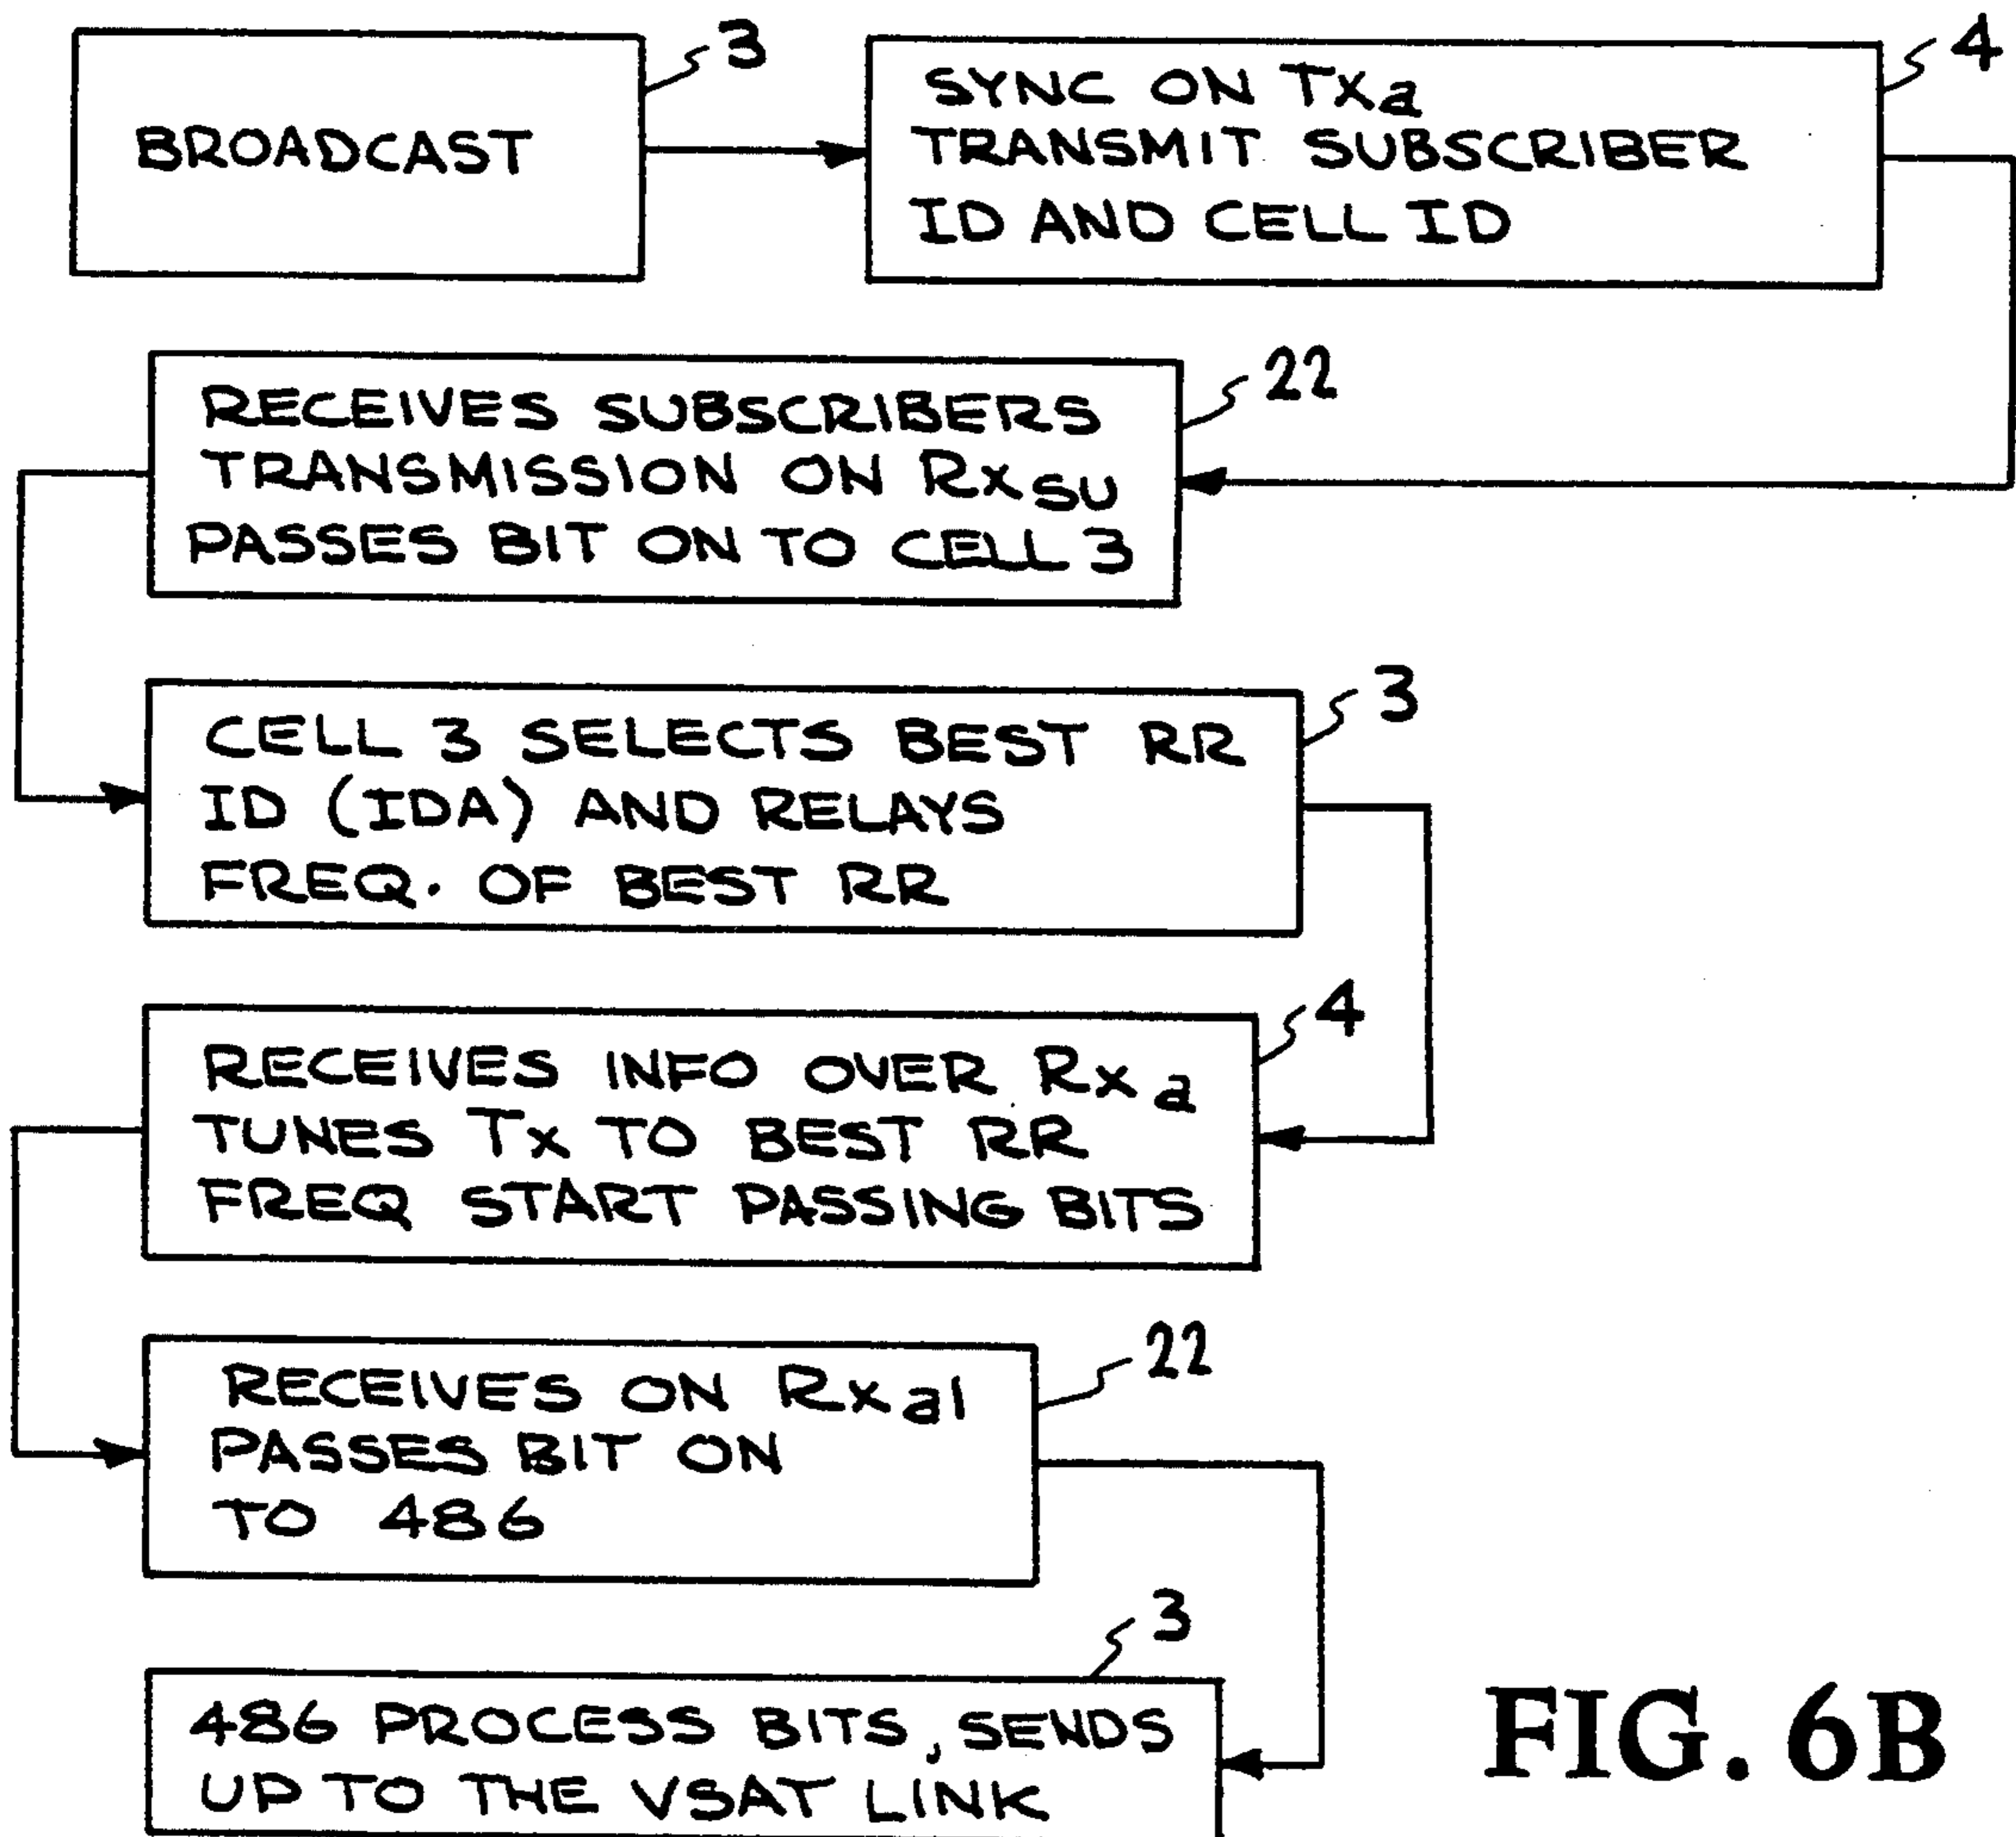 3
BROADCAST
4
SYNC ON Txa
TRANSMIT SUBSCRIBER
ID AND CELL ID
22
RECEIVES SUBSCRIBERS
TRANSMISSION ON RxSU
PASSES BIT ON TO CELL 3
3
CELL 3 SELECTS BEST RR
ID (IDA) AND RELAYS
FREQ. OF BEST RR
4
RECEIVES INFO OVER Rxa
TUNES Tx TO BEST RR
FREQ START PASSING BITS
22
RECEIVES ON Rxa1
PASSES BIT ON
TO 486
3
486 PROCESS BITS, SENDS
UP TO THE VSAT LINK
FIG. 6B